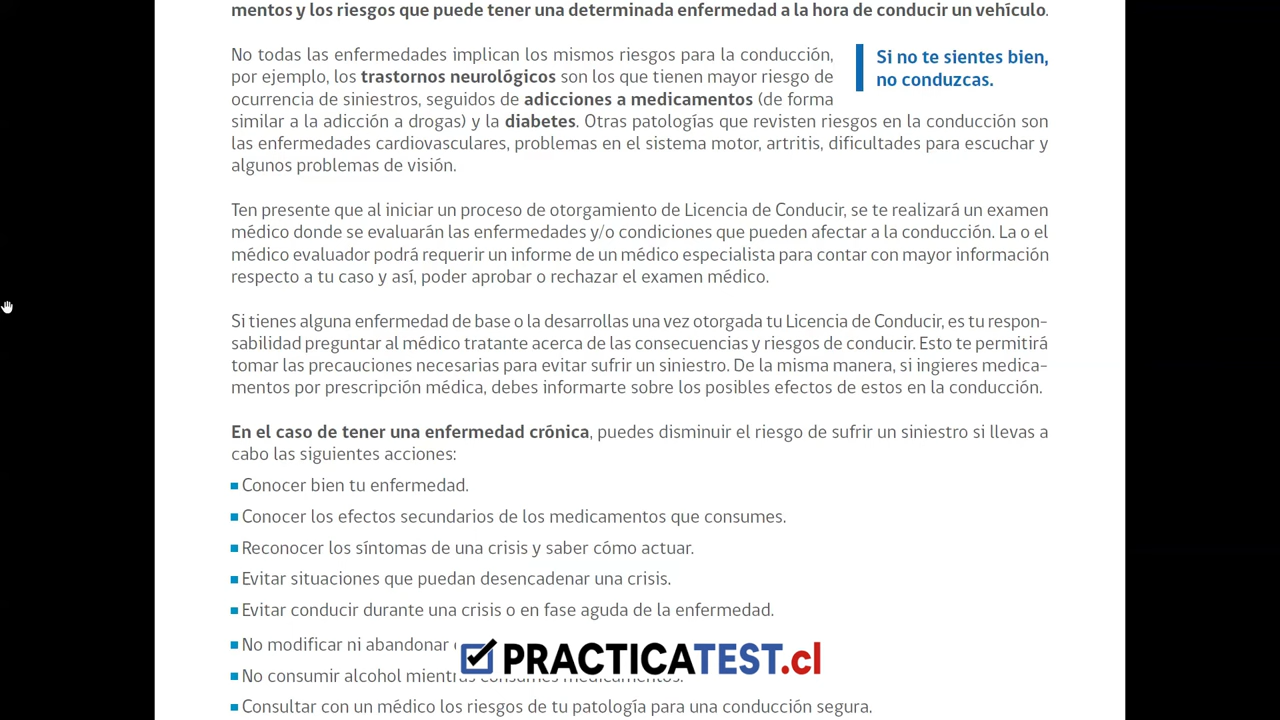 mentos y los riesgos que puede tener una determinada enfermedad a la hora de conducir un vehículo.
No todas las enfermedades implican los mismos riesgos para la conducción,
por ejemplo, los trastornos neurológicos son los que tienen mayor riesgo de
ocurrencia de siniestros, seguidos de adicciones a medicamentos (de forma
similar a la adicción a drogas) y la diabetes. Otras patologías que revisten riesgos en la conducción son
las enfermedades cardiovasculares, problemas en el sistema motor, artritis, dificultades para escuchar y
algunos problemas de visión.
Si no te sientes bien,
no conduzcas.
Ten presente que al iniciar un proceso de otorgamiento de Licencia de Conducir, se te realizará un examen
médico donde se evaluarán las enfermedades y/o condiciones que pueden afectar a la conducción. La o el
médico evaluador podrá requerir un informe de un médico especialista para contar con mayor información
respecto a tu caso y así, poder aprobar o rechazar el examen médico.
Si tienes alguna enfermedad de base o la desarrollas una vez otorgada tu Licencia de Conducir, es tu respon-
sabilidad preguntar al médico tratante acerca de las consecuencias y riesgos de conducir. Esto te permitirá
tomar las precauciones necesarias para evitar sufrir un siniestro. De la misma manera, si ingieres medica-
mentos por prescripción médica, debes informarte sobre los posibles efectos de estos en la conducción.
En el caso de tener una enfermedad crónica, puedes disminuir el riesgo de sufrir un siniestro si llevas a
cabo las siguientes acciones:
Conocer bien tu enfermedad.
Conocer los efectos secundarios de los medicamentos que consumes.
Reconocer los síntomas de una crisis y saber cómo actuar.
Evitar situaciones que puedan desencadenar una crisis.
Evitar conducir durante una crisis o en fase aguda de la enfermedad.
No modificar ni abandonar
PRACTICATEST.cl
No consumir alcohol mientras consumes medicamentos.
Consultar con un médico los riesgos de tu patología para una conducción segura.